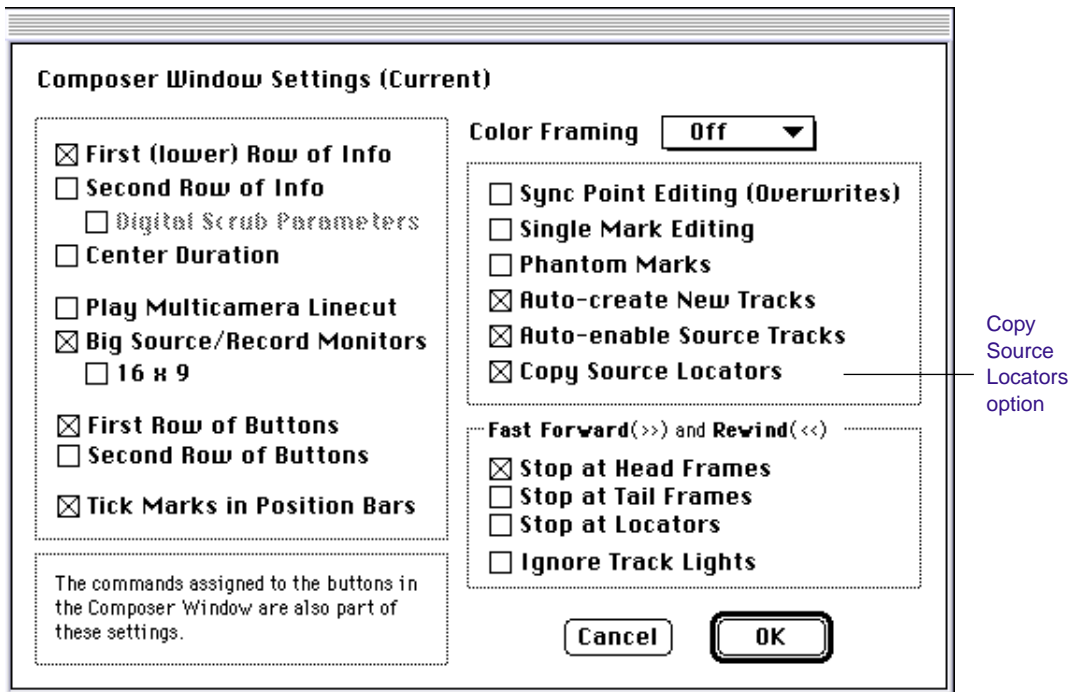 Composer Window Settings (Current)
First (lower) Row of Info
Second Row of Info
Digital Scrub Parameters
Center Duration
Play Multicamera Linecut
Big Source/Record Monitors
16 x 9
First Row of Buttons
Second Row of Buttons
Tick Marks in Position Bars
The commands assigned to the buttons in
the Composer Window are also part of
these settings.
Color Framing Off
Sync Point Editing (Overwrites)
Single Mark Editing
Phantom Marks
Auto-create New Tracks
Auto-enable Source Tracks
Copy Source Locators
Fast Forward(>>) and Rewind(<<)
Stop at Head Frames
Stop at Tail Frames
Stop at Locators
Ignore Track Lights
Cancel OK
Copy
Source
Locators
option